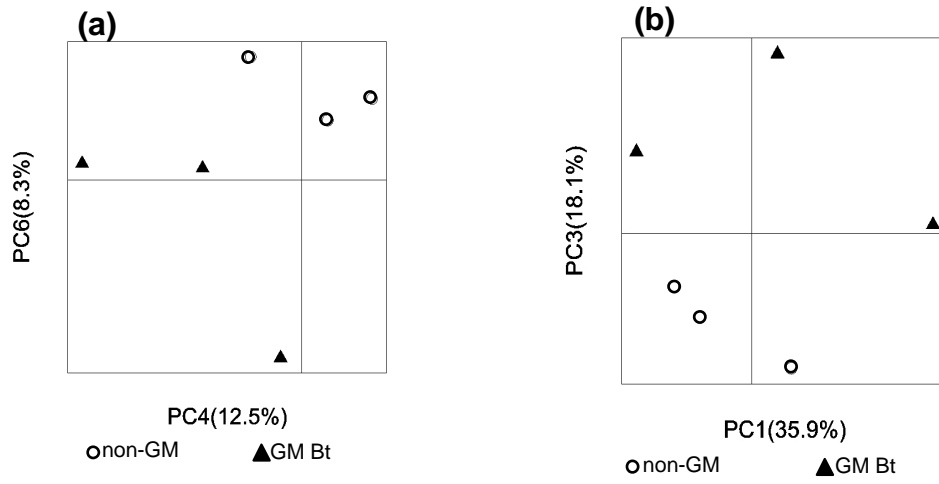 (a)
PC6(8.3%)
PC4(12.5%)
non-GM
GM Bt
(b)
PC3(18.1%)
PC1(35.9%)
non-GM
GM Bt